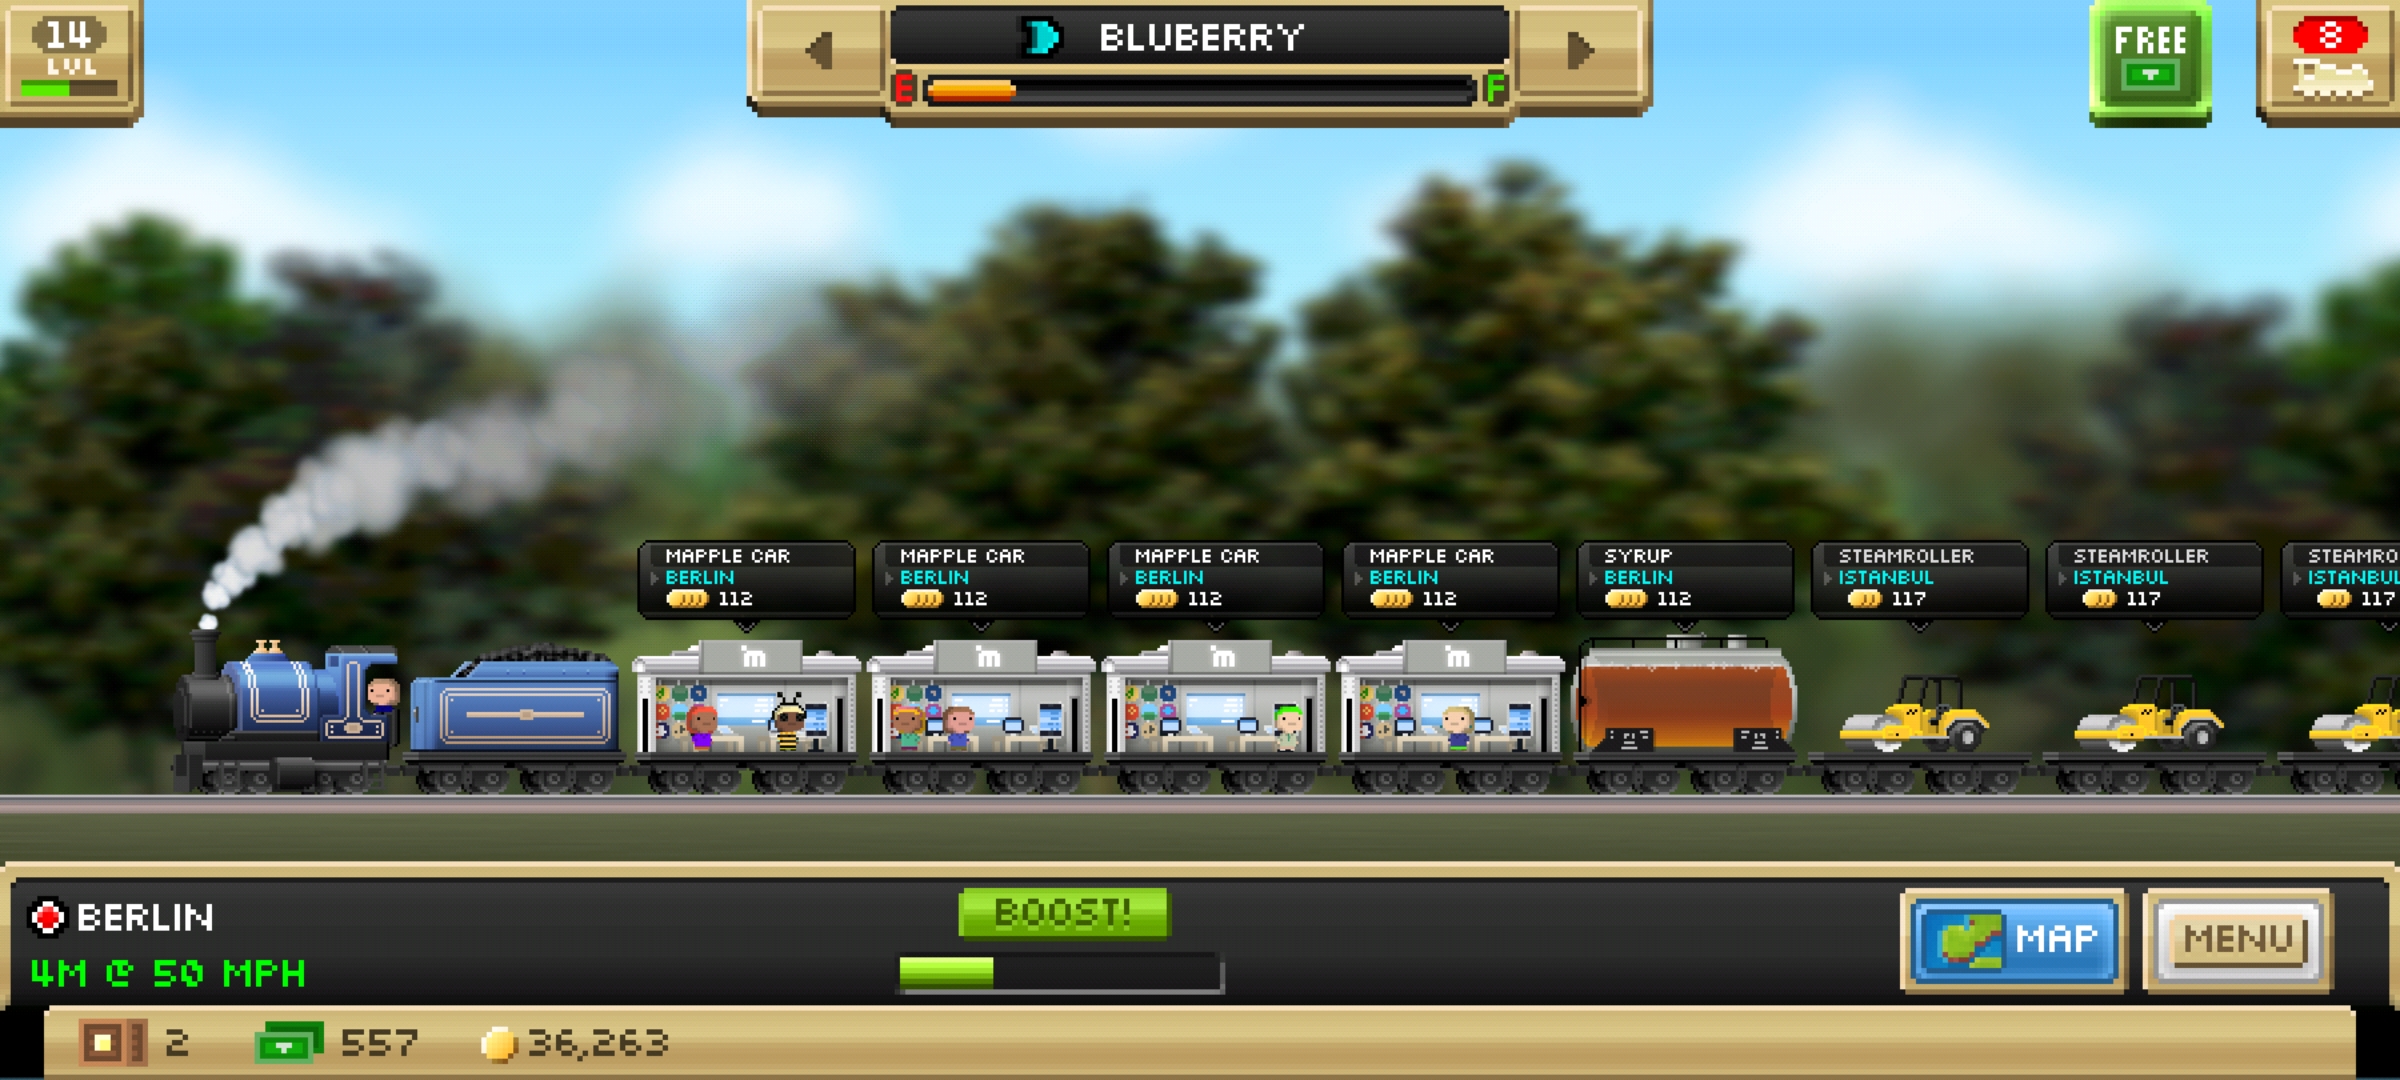 14
LVL
BLUBERRY
E
F
FREE
8
MAPPLE CAR
BERLIN
112
MAPPLE CAR
BERLIN
112
MAPPLE CAR
BERLIN
112
MAPPLE CAR
BERLIN
112
SYRUP
BERLIN
112
STEAMROLLER
ISTANBUL
117
STEAMROLLER
ISTANBUL
117
STEAMRO
ISTANBUL
117
m
m
m
m
BERLIN
4M @ 50 MPH
BOOST!
MAP
MENU
2
557
36,263